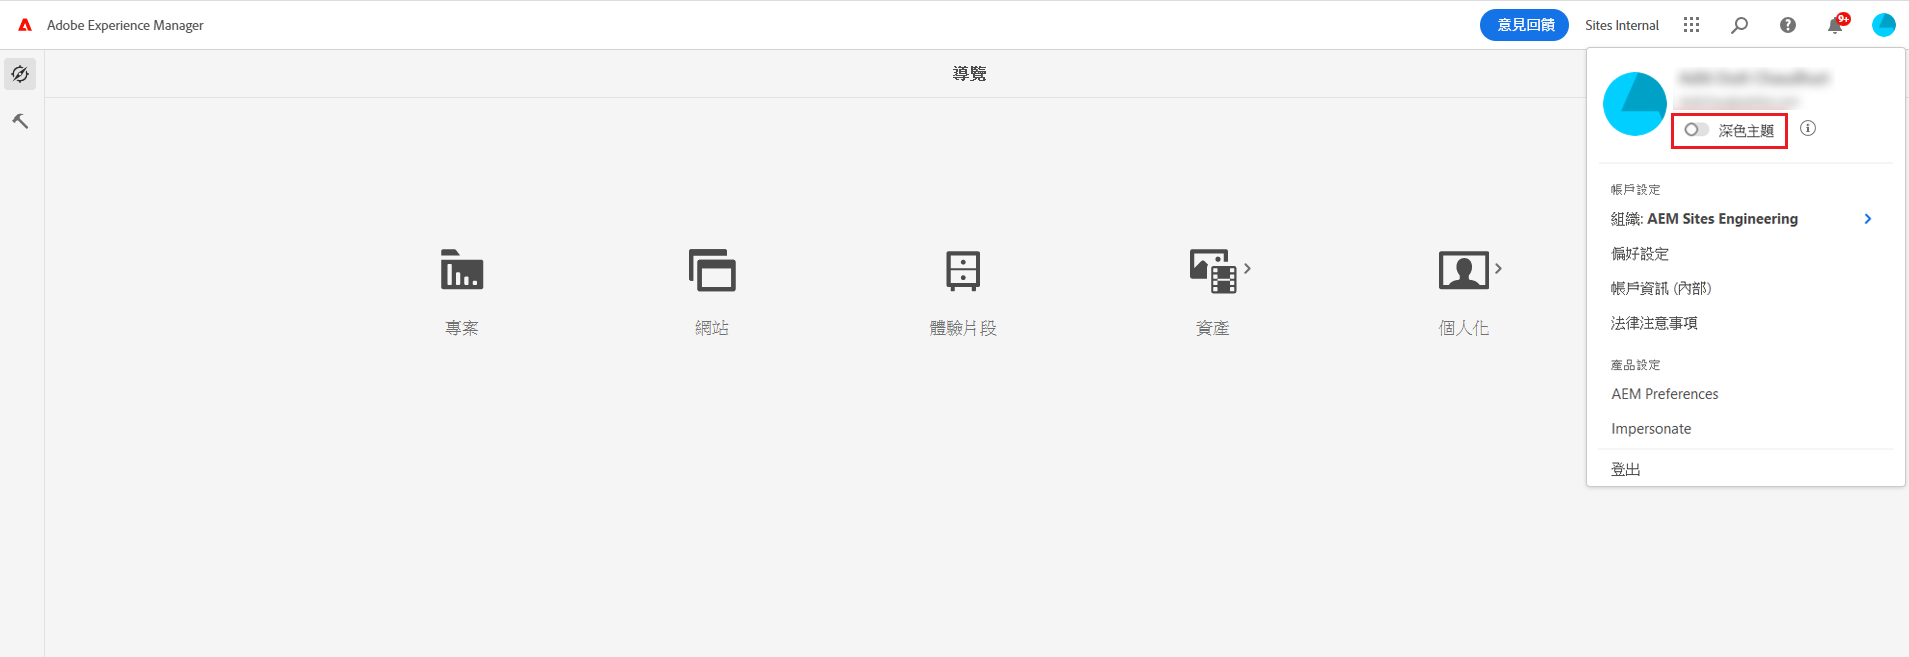 Adobe Experience Manager
意見回饋
Sites Internal
9+
導覽
深色主題
帳戶設定
組織: AEM Sites Engineering
偏好設定
帳戶資訊 (內部)
法律注意事項
產品設定
AEM Preferences
Impersonate
登出
專案
網站
體驗片段
資產
個人化